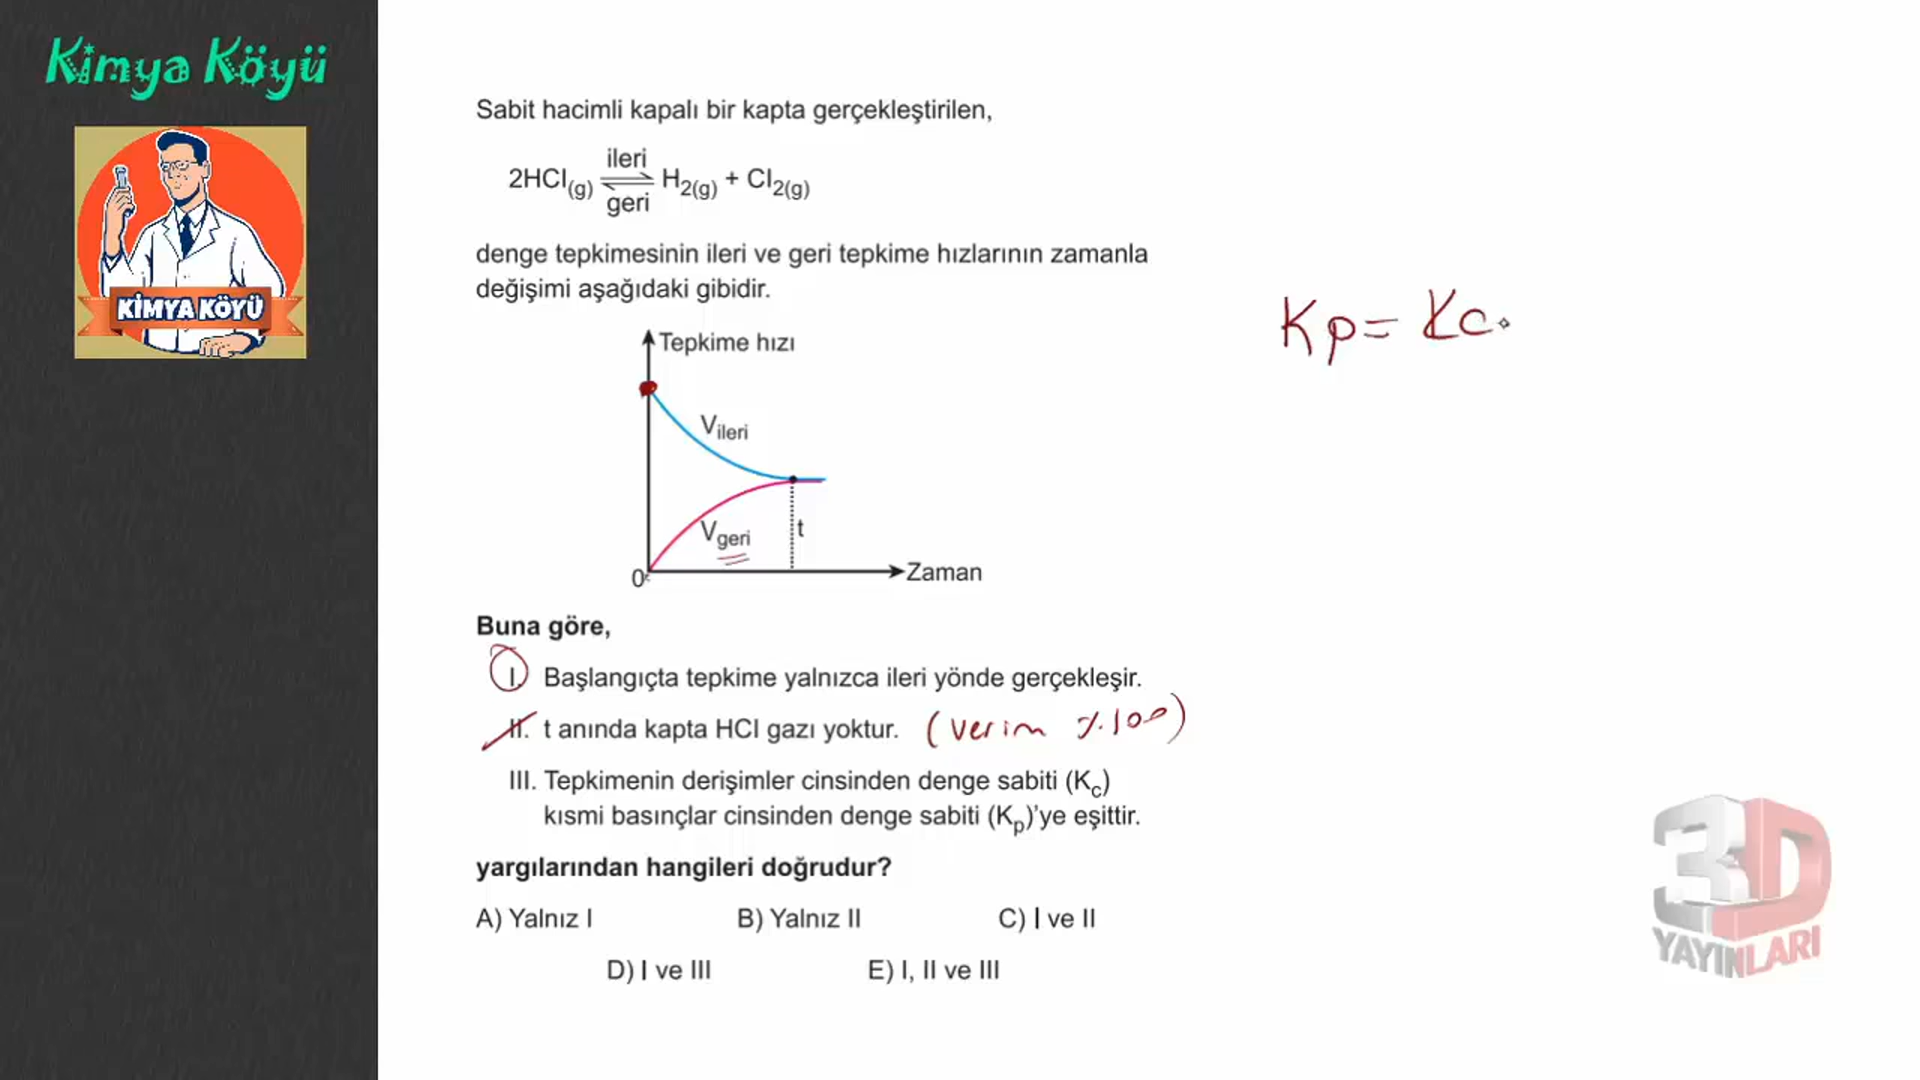 Kimya Köyü
KİMYA KÖYÜ
Sabit hacimli kapalı bir kapta gerçekleştirilen,
2HCl(g) ⇌ H2(g) + Cl2(g)
ileri
geri
denge tepkimesinin ileri ve geri tepkime hızlarının zamanla
değişimi aşağıdaki gibidir.
Kp = Kc.
Tepkime hızı
Vileri
Vgeri
t
0
Zaman
Buna göre,
I. Başlangıçta tepkime yalnızca ileri yönde gerçekleşir.
II. t anında kapta HCl gazı yoktur. (verim %100)
III. Tepkimenin derişimler cinsinden denge sabiti (Kc)
kısmi basınçlar cinsinden denge sabiti (Kp)'ye eşittir.
yargılarından hangileri doğrudur?
A) Yalnız I B) Yalnız II C) I ve II
D) I ve III E) I, II ve III
3D
YAYINLARI